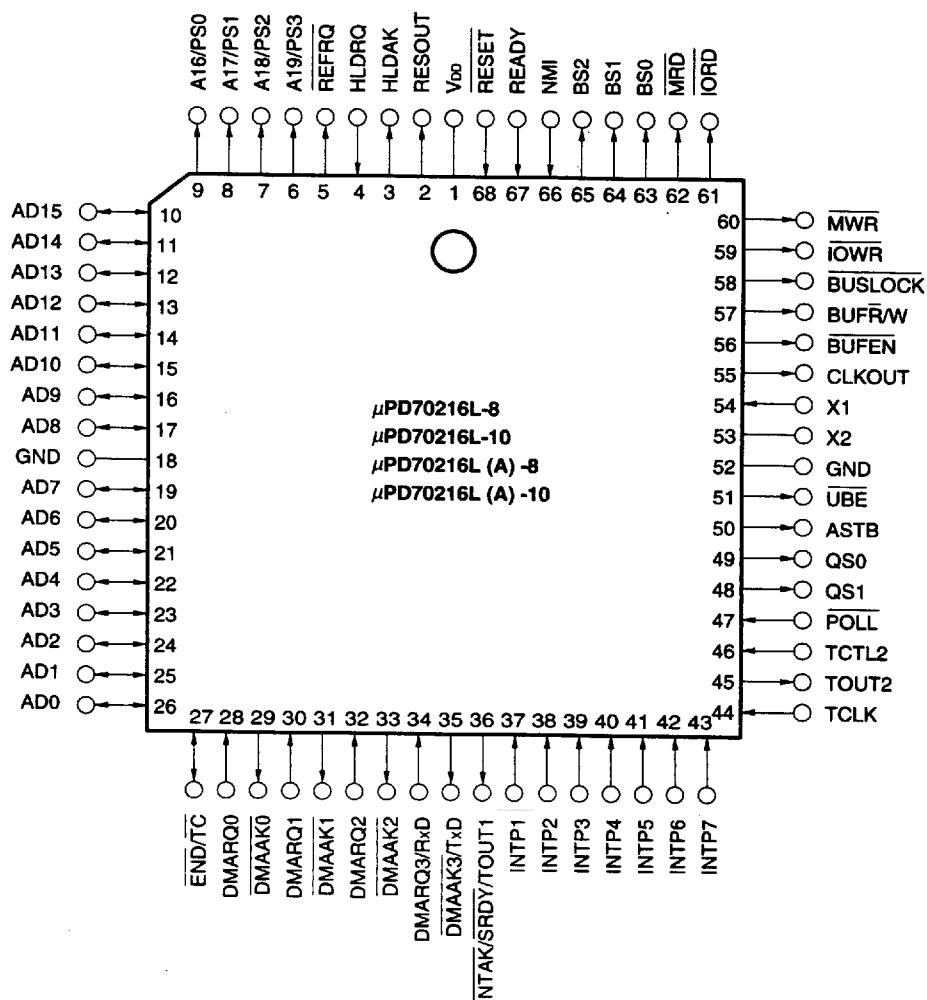 A16/PS0
A17/PS1
A18/PS2
A19/PS3
REFRQ
HLDRQ
HLDAK
RESOUT
VDD
RESET
READY
NMI
BS2
BS1
BS0
MRD
IORD
9 8 7 6 5 4 3 2 1 68 67 66 65 64 63 62 61
AD15 10
AD14 11
AD13 12
AD12 13
AD11 14
AD10 15
AD9 16
AD8 17
GND 18
AD7 19
AD6 20
AD5 21
AD4 22
AD3 23
AD2 24
AD1 25
AD0 26
μPD70216L-8
μPD70216L-10
μPD70216L (A) -8
μPD70216L (A) -10
60 MWR
59 IOWR
58 BUSLOCK
57 BUFR/W
56 BUFEN
55 CLKOUT
54 X1
53 X2
52 GND
51 UBE
50 ASTB
49 QS0
48 QS1
47 POLL
46 TCTL2
45 TOUT2
44 TCLK
27 28 29 30 31 32 33 34 35 36 37 38 39 40 41 42 43
END/TC
DMARQ0
DMAAK0
DMARQ1
DMAAK1
DMARQ2
DMAAK2
DMARQ3/RxD
DMAAK3/TxD
NTAK/SRDY/TOUT1
INTP1
INTP2
INTP3
INTP4
INTP5
INTP6
INTP7